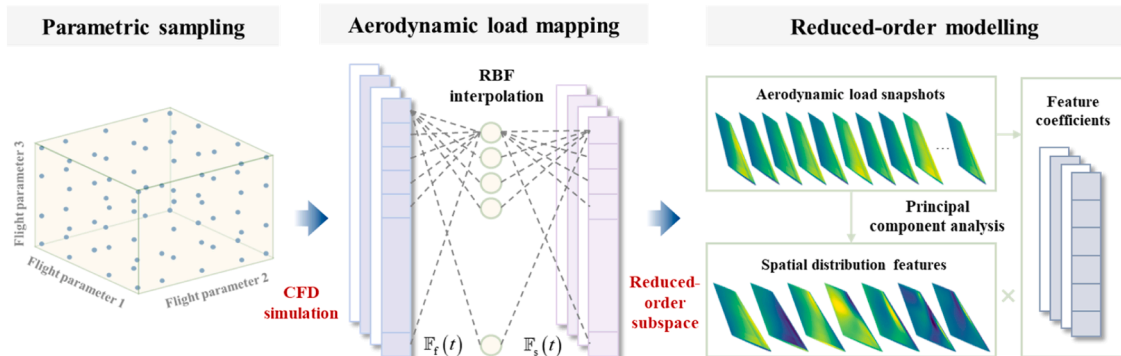 Parametric sampling
Flight parameter 3
Flight parameter 1
Flight parameter 2
CFD
simulation
Aerodynamic load mapping
RBF
interpolation
𝔽f(t)
𝔽s(t)
Reduced-
order
subspace
Reduced-order modelling
Aerodynamic load snapshots
...
Principal
component analysis
Spatial distribution features
×
Feature
coefficients